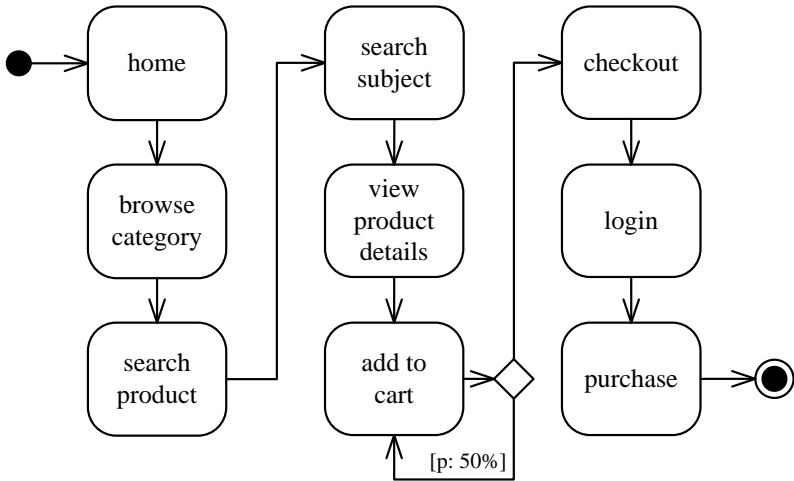 home
browse
category
search
product
search
subject
view
product
details
add to
cart
[p: 50%]
checkout
login
purchase